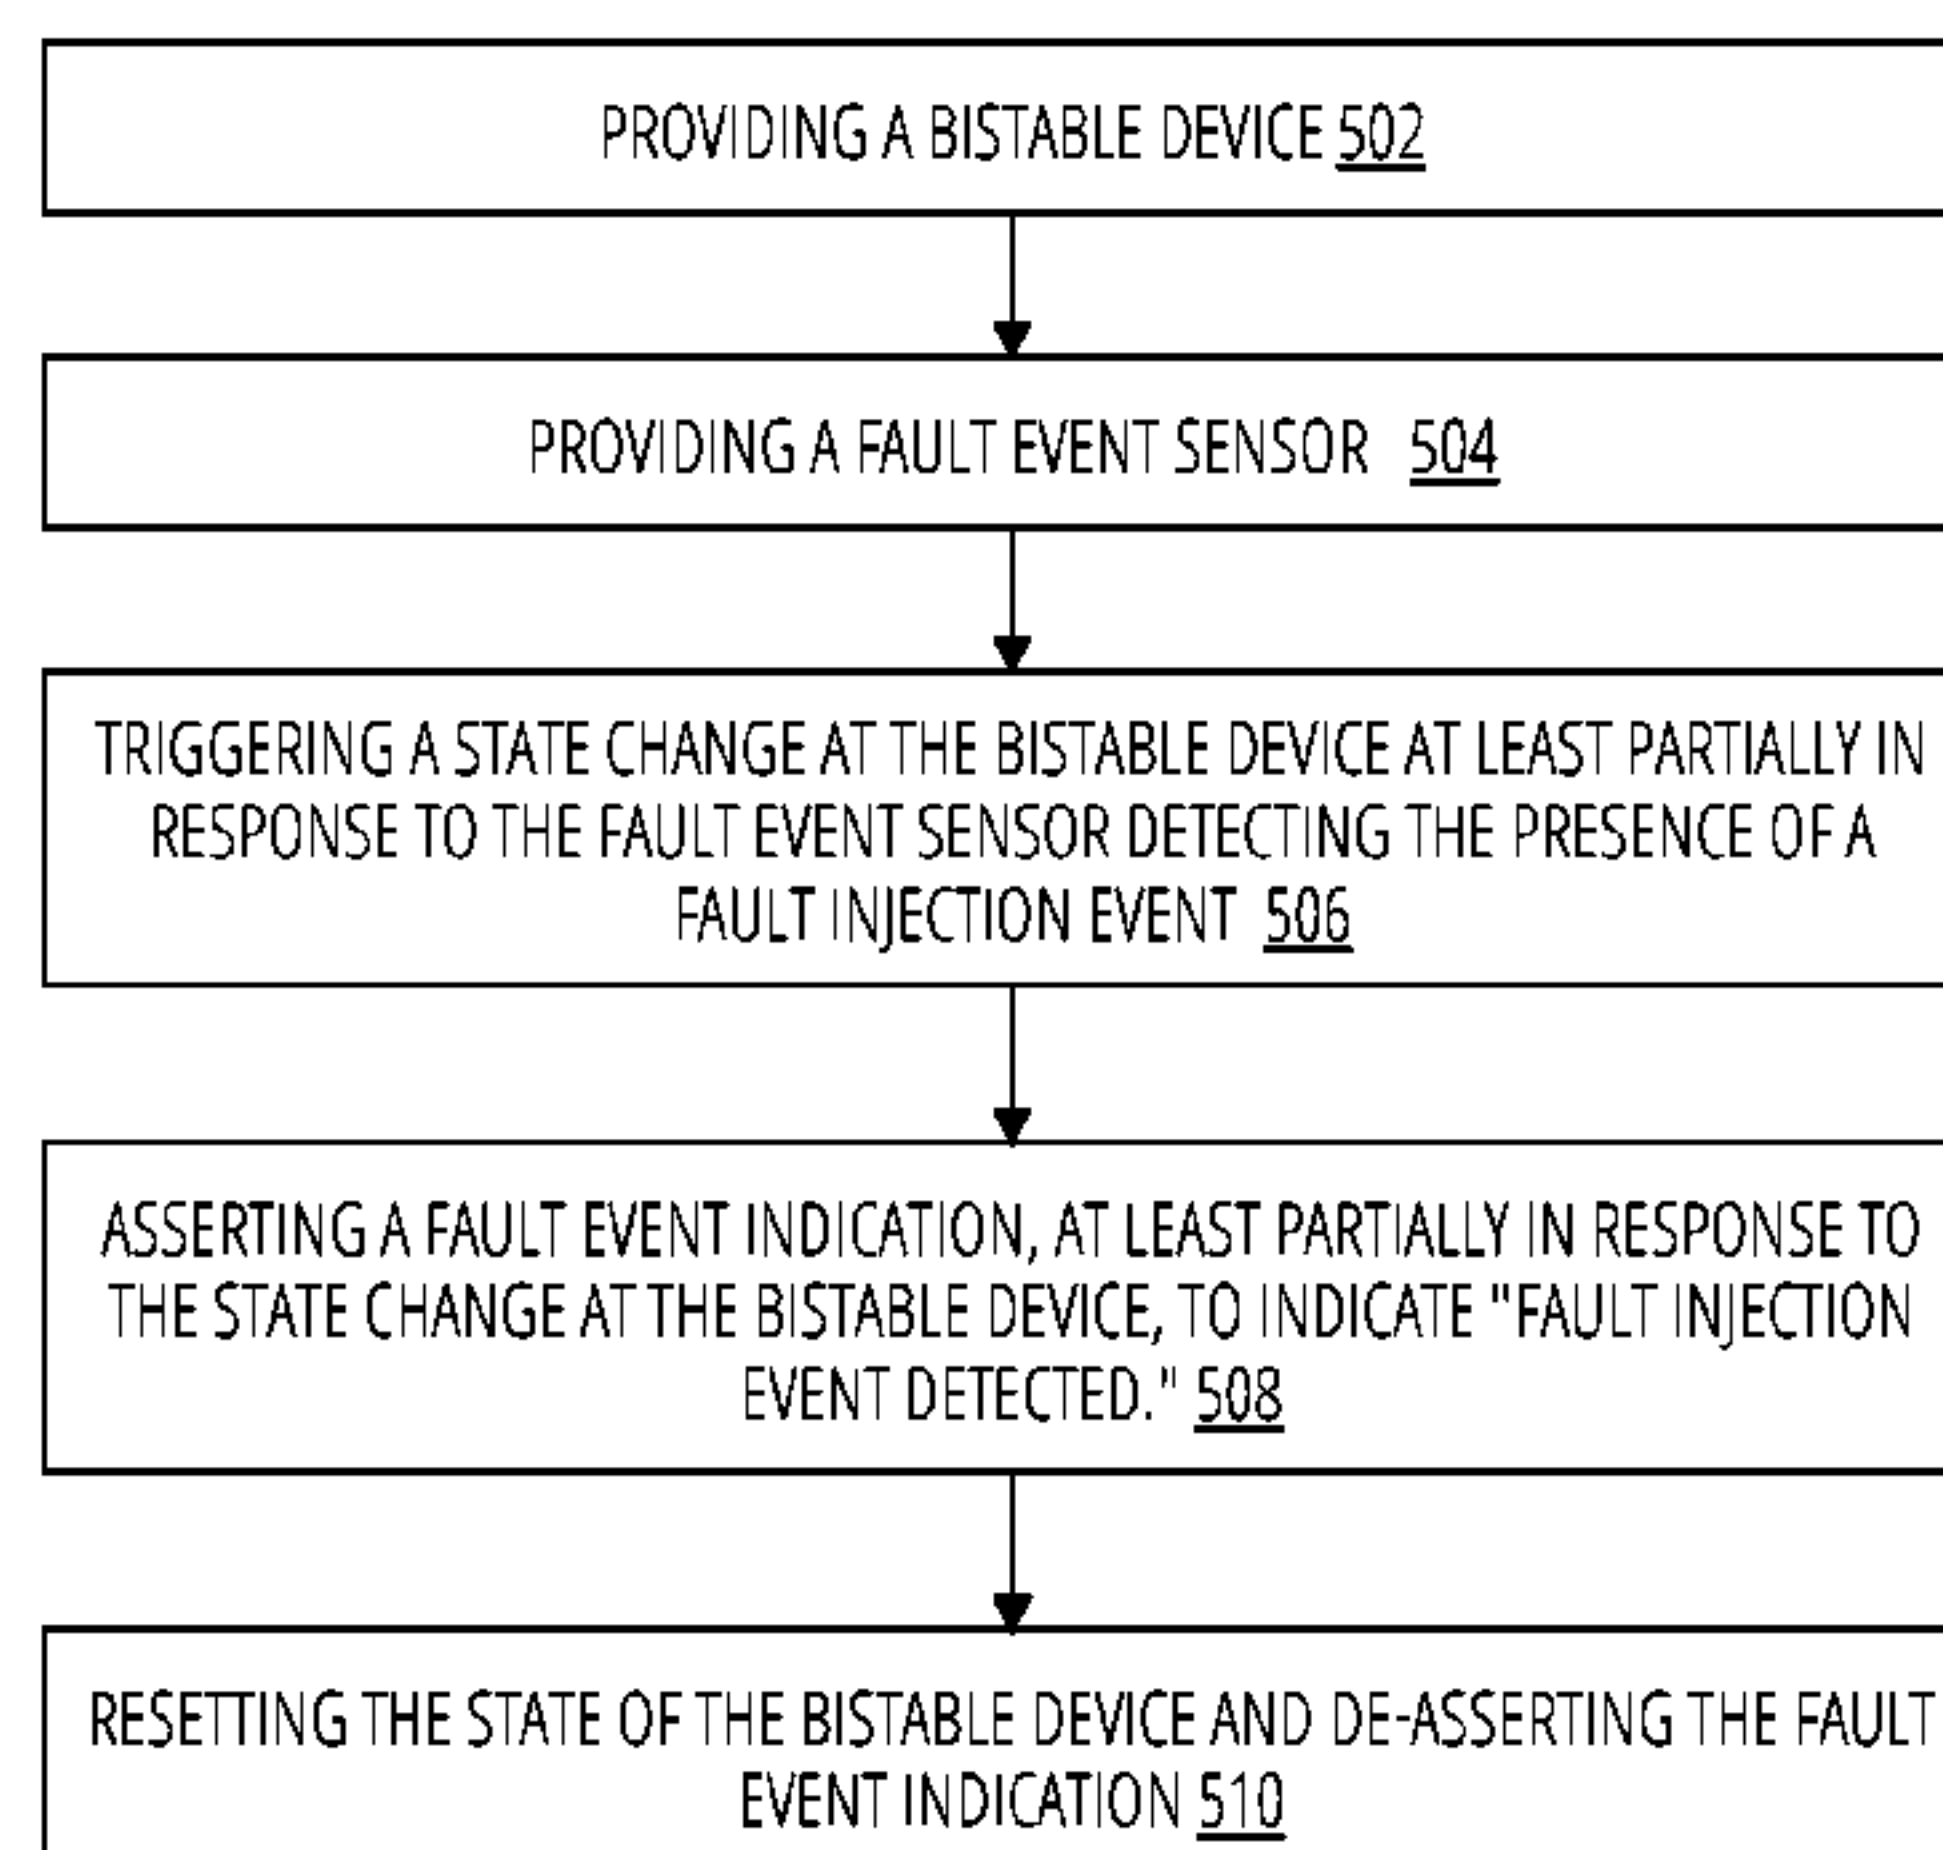 PROVIDING A BISTABLE DEVICE 502
PROVIDING A FAULT EVENT SENSOR 504
TRIGGERING A STATE CHANGE AT THE BISTABLE DEVICE AT LEAST PARTIALLY IN
RESPONSE TO THE FAULT EVENT SENSOR DETECTING THE PRESENCE OF A
FAULT INJECTION EVENT 506
ASSERTING A FAULT EVENT INDICATION, AT LEAST PARTIALLY IN RESPONSE TO
THE STATE CHANGE AT THE BISTABLE DEVICE, TO INDICATE "FAULT INJECTION
EVENT DETECTED." 508
RESETTING THE STATE OF THE BISTABLE DEVICE AND DE-ASSERTING THE FAULT
EVENT INDICATION 510